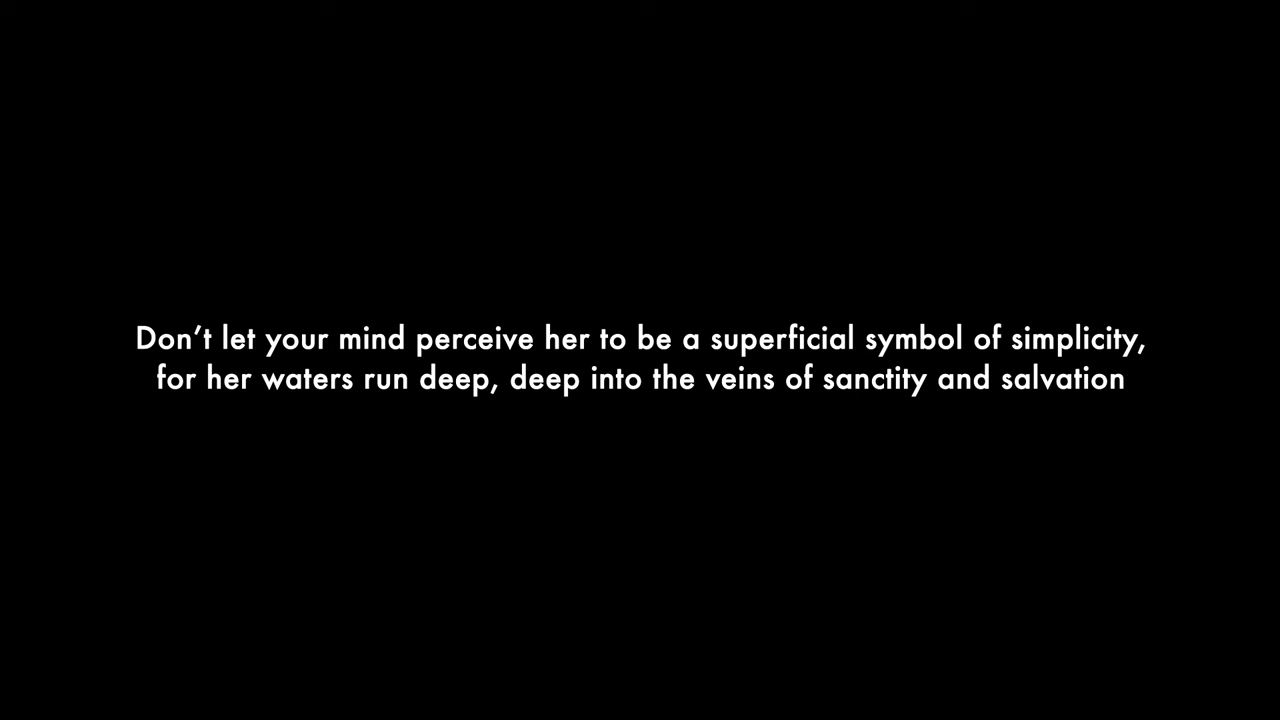 Don’t let your mind perceive her to be a superficial symbol of simplicity,
for her waters run deep, deep into the veins of sanctity and salvation